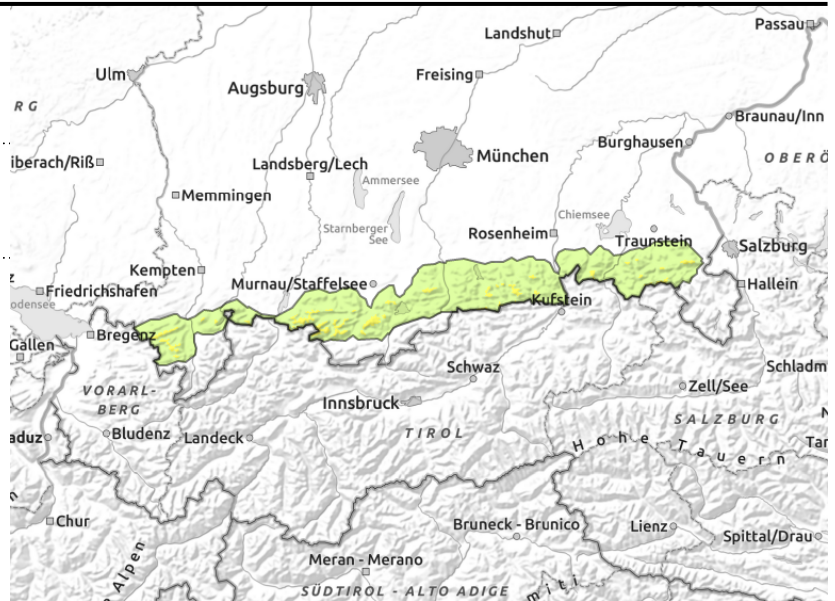 Passau
Landshut
Ulm
Freising
Augsburg
RG
Braunau/Inn
Burghausen
iberach/Riß
Landsberg/Lech
München
OBERÖ
Ammersee
Memmingen
Starnberger
See
Chiemsee
Rosenheim
Traunstein
Salzburg
Kempten
Murnau/Staffelsee
Hallein
Friedrichshafen
odensee
Kufstein
Bregenz
Gallen
Schwaz
Schladm
VORARL-
BERG
Zell/See
Innsbruck
SALZBURG
TIROL
aduz
Bludenz
Landeck
Hohe Tauern
Tar
Chur
Bruneck - Brunico
Lienz
Spittal/Drau
Meran - Merano
Alpen
SÜDTIROL - ALTO ADIGE
miti